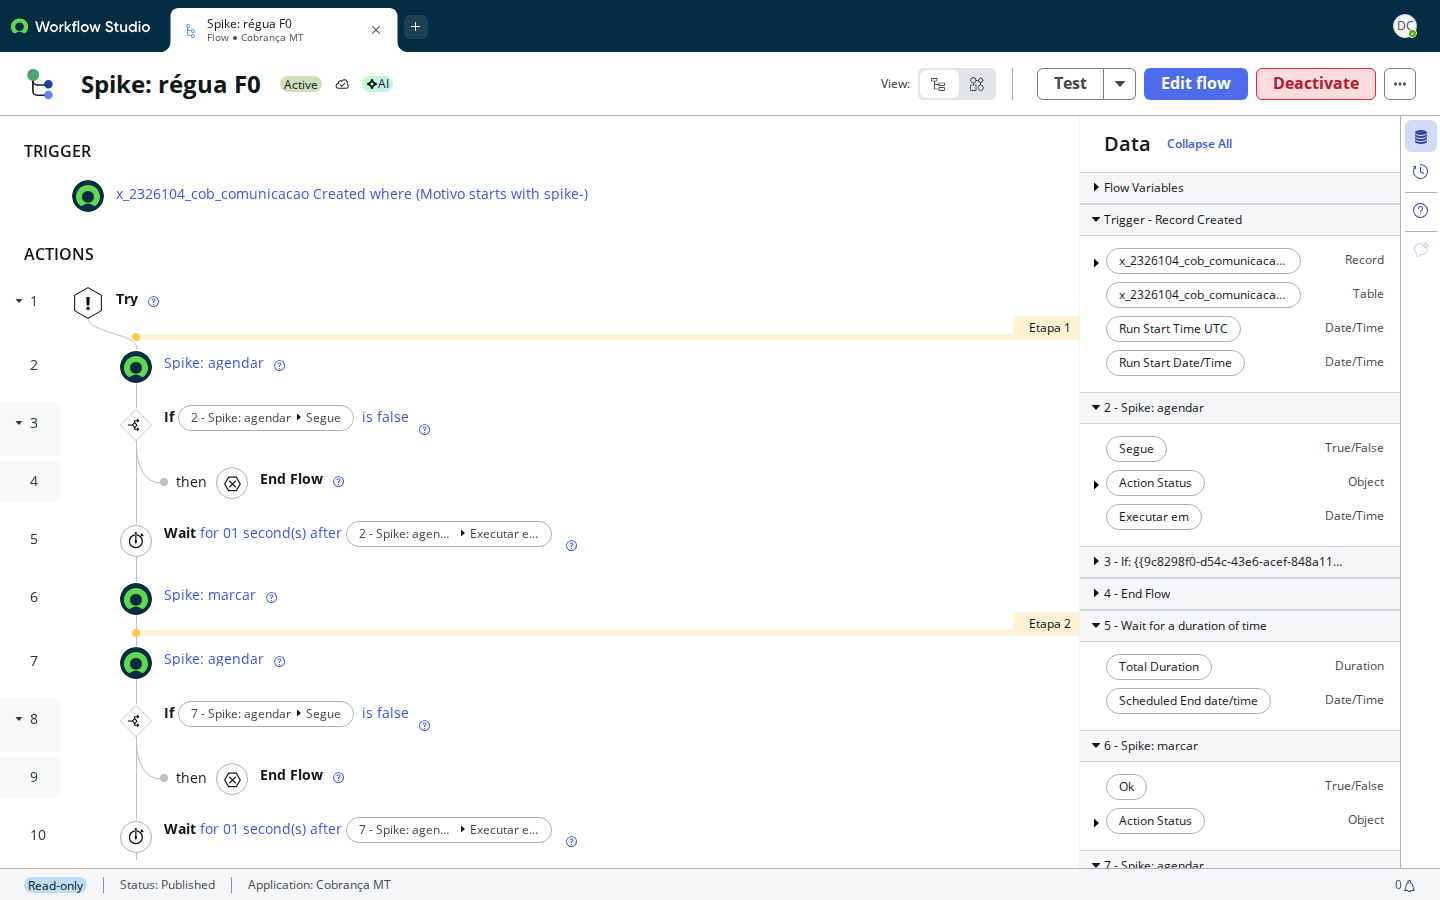 Workflow Studio
Spike: régua F0
Flow • Cobrança MT
DC
Spike: régua F0
Active
AI
View:
Test
Edit flow
Deactivate
TRIGGER
x_2326104_cob_comunicacao Created where (Motivo starts with spike-)
ACTIONS
1
Try
Etapa 1
2
Spike: agendar
3
If 2 - Spike: agendar Segue is false
4
then End Flow
5
Wait for 01 second(s) after 2 - Spike: agen... Executar e...
6
Spike: marcar
Etapa 2
7
Spike: agendar
8
If 7 - Spike: agendar Segue is false
9
then End Flow
10
Wait for 01 second(s) after 7 - Spike: agen... Executar e...
Data Collapse All
Flow Variables
Trigger - Record Created
x_2326104_cob_comunicaca... Record
x_2326104_cob_comunicaca... Table
Run Start Time UTC Date/Time
Run Start Date/Time Date/Time
2 - Spike: agendar
Segue True/False
Action Status Object
Executar em Date/Time
3 - If: {{9c8298f0-d54c-43e6-acef-848a11...
4 - End Flow
5 - Wait for a duration of time
Total Duration Duration
Scheduled End date/time Date/Time
6 - Spike: marcar
Ok True/False
Action Status Object
7 - Spike: agendar
Read-only
Status: Published
Application: Cobrança MT
0